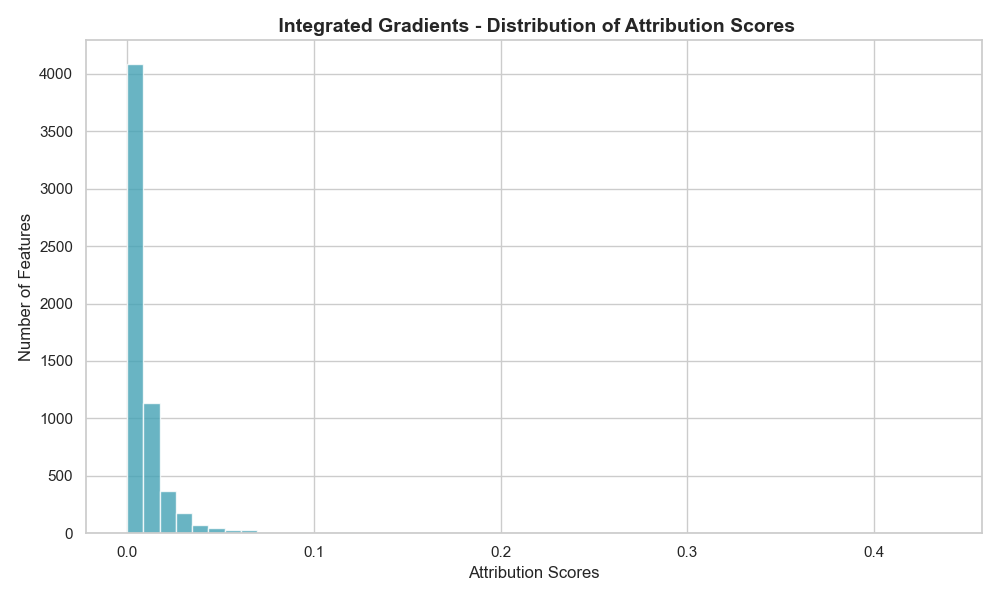 Integrated Gradients - Distribution of Attribution Scores
Number of Features
4000
3500
3000
2500
2000
1500
1000
500
0
0.0 0.1 0.2 0.3 0.4
Attribution Scores